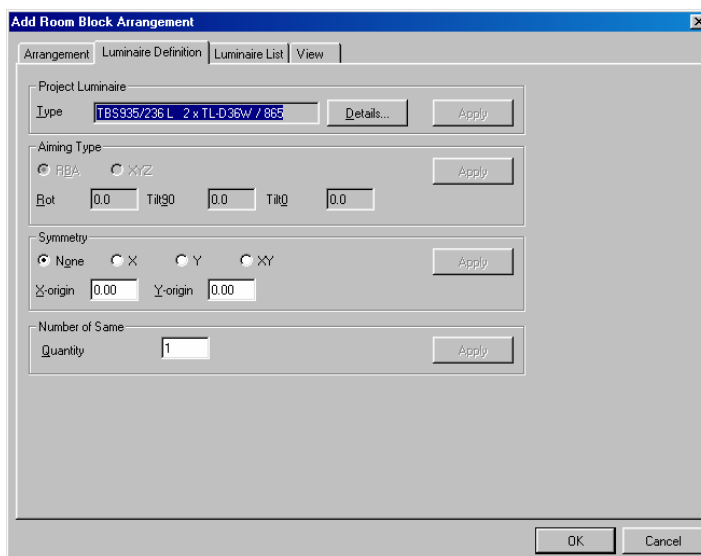 Add Room Block Arrangement
Arrangement Luminaire Definition Luminaire List View
Project Luminaire
Type TBS935/236 L 2 x TL-D36W / 865 Details... Apply
Aiming Type
RBA XYZ Apply
Rot 0.0 Tilt90 0.0 Tilt0 0.0
Symmetry
None X Y XY Apply
X-origin 0.00 Y-origin 0.00
Number of Same
Quantity 1 Apply
OK Cancel